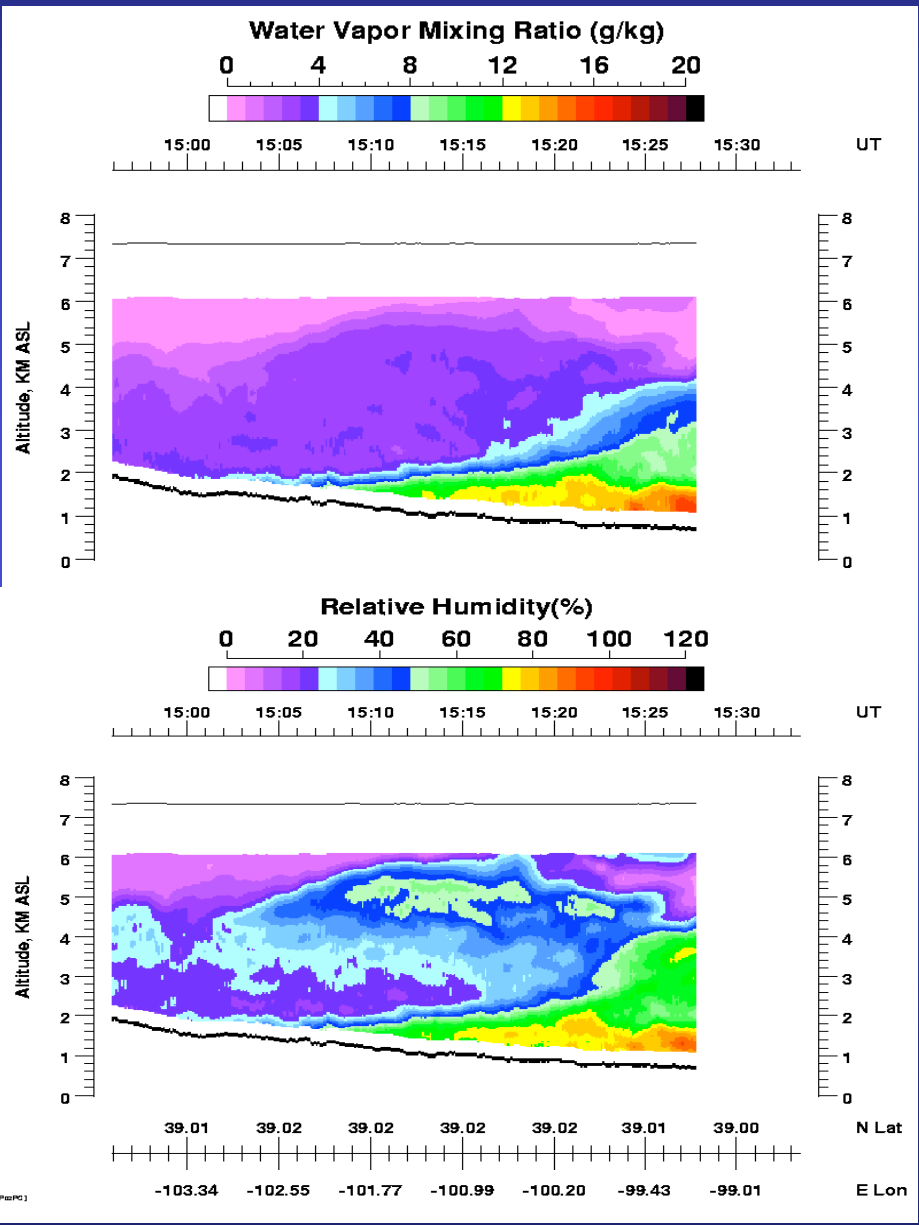 Water Vapor Mixing Ratio (g/kg)
0 4 8 12 16 20
15:00 15:05 15:10 15:15 15:20 15:25 15:30 UT
8 8
7 7
6 6
5 5
4 4
3 3
2 2
1 1
0 0
Altitude, KM ASL
Relative Humidity(%)
0 20 40 60 80 100 120
15:00 15:05 15:10 15:15 15:20 15:25 15:30 UT
8 8
7 7
6 6
5 5
4 4
3 3
2 2
1 1
0 0
Altitude, KM ASL
39.01 39.02 39.02 39.02 39.02 39.01 39.00 N Lat
-103.34 -102.55 -101.77 -100.99 -100.20 -99.43 -99.01 E Lon